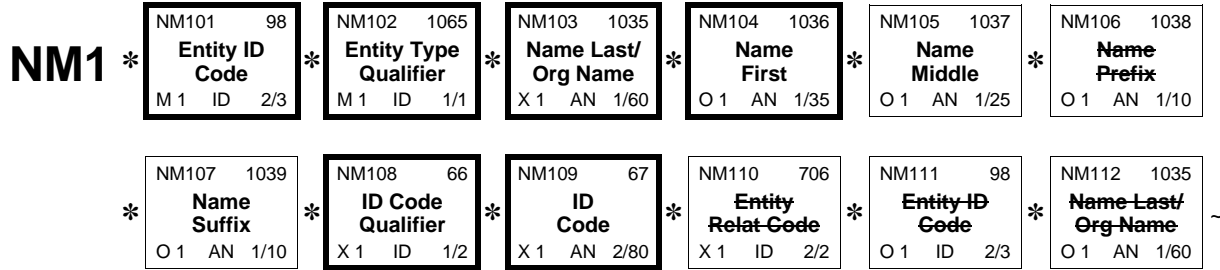 NM101 98 NM102 1065 NM103 1035 NM104 1036 NM105 1037 NM106 1038
NM1 * Entity ID * Entity Type * Name Last/ * Name * Name * Name
Code Qualifier Org Name First Middle Prefix
M 1 ID 2/3 M 1 ID 1/1 X 1 AN 1/60 O 1 AN 1/35 O 1 AN 1/25 O 1 AN 1/10
NM107 1039 NM108 66 NM109 67 NM110 706 NM111 98 NM112 1035
* Name * ID Code * ID * Entity * Entity ID * Name Last/ ~
Suffix Qualifier Code Relat Code Code Org Name
O 1 AN 1/10 X 1 ID 1/2 X 1 AN 2/80 X 1 ID 2/2 O 1 ID 2/3 O 1 AN 1/60